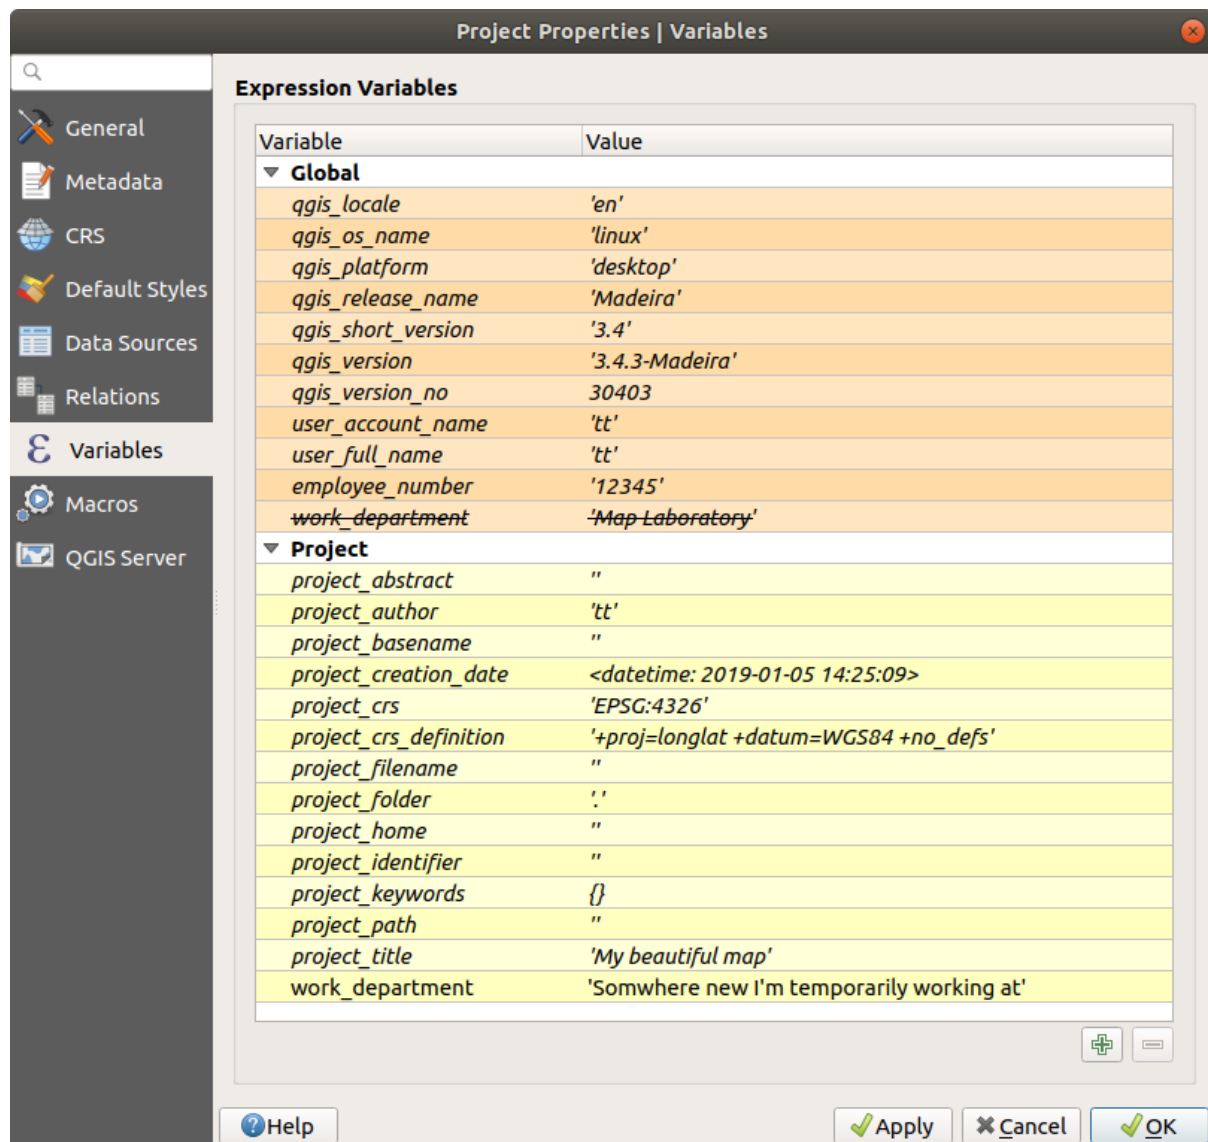 Project Properties | Variables
General
Metadata
CRS
Default Styles
Data Sources
Relations
Variables
Macros
QGIS Server
Expression Variables
Variable Value
Global
qgis_locale 'en'
qgis_os_name 'linux'
qgis_platform 'desktop'
qgis_release_name 'Madeira'
qgis_short_version '3.4'
qgis_version '3.4.3-Madeira'
qgis_version_no 30403
user_account_name 'tt'
user_full_name 'tt'
employee_number '12345'
work_department 'Map Laboratory'
Project
project_abstract ''
project_author 'tt'
project_basename ''
project_creation_date <datetime: 2019-01-05 14:25:09>
project_crs 'EPSG:4326'
project_crs_definition '+proj=longlat +datum=WGS84 +no_defs'
project_filename ''
project_folder '.'
project_home ''
project_identifier ''
project_keywords {}
project_path ''
project_title 'My beautiful map'
work_department 'Somwhere new I'm temporarily working at'
Help Apply Cancel OK